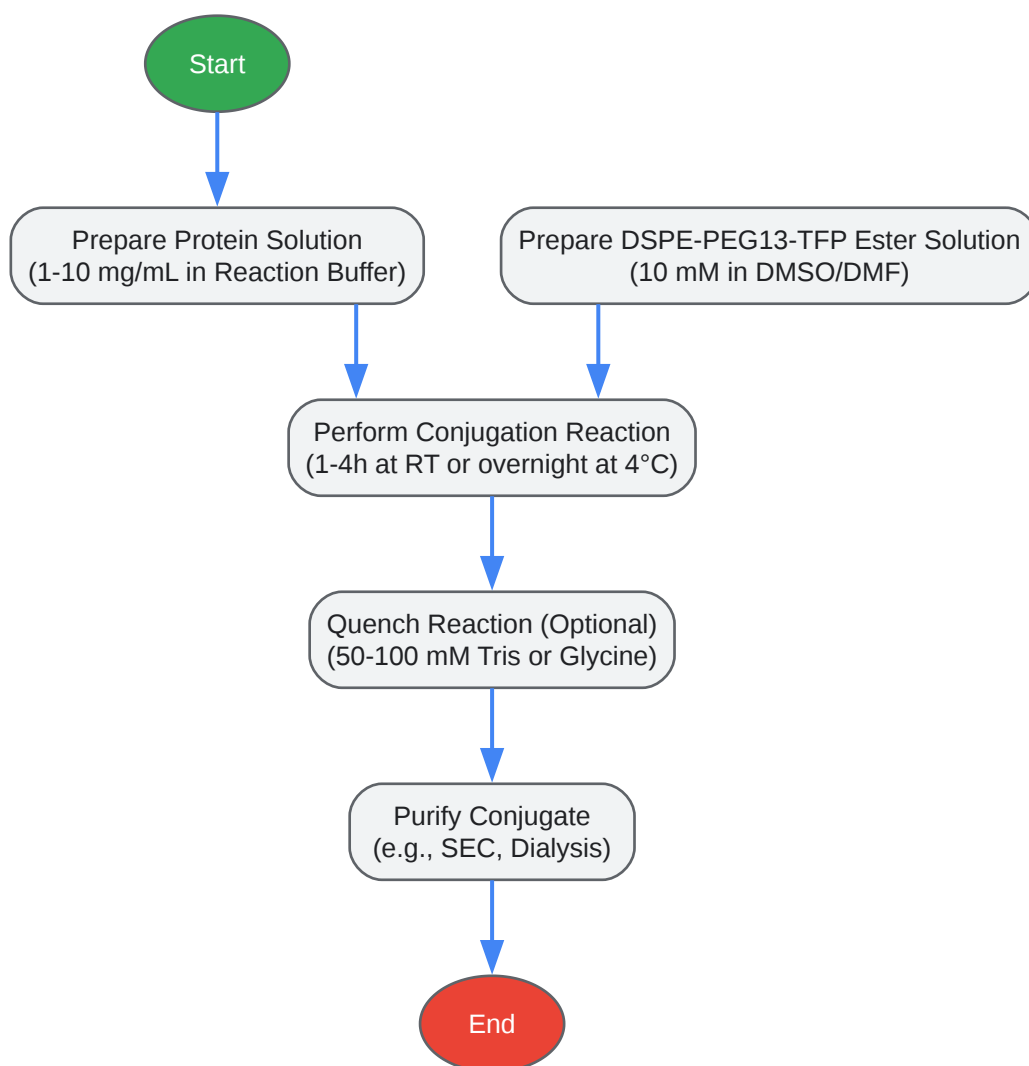 Start
Prepare Protein Solution
(1-10 mg/mL in Reaction Buffer)
Prepare DSPE-PEG13-TFP Ester Solution
(10 mM in DMSO/DMF)
Perform Conjugation Reaction
(1-4h at RT or overnight at 4°C)
Quench Reaction (Optional)
(50-100 mM Tris or Glycine)
Purify Conjugate
(e.g., SEC, Dialysis)
End